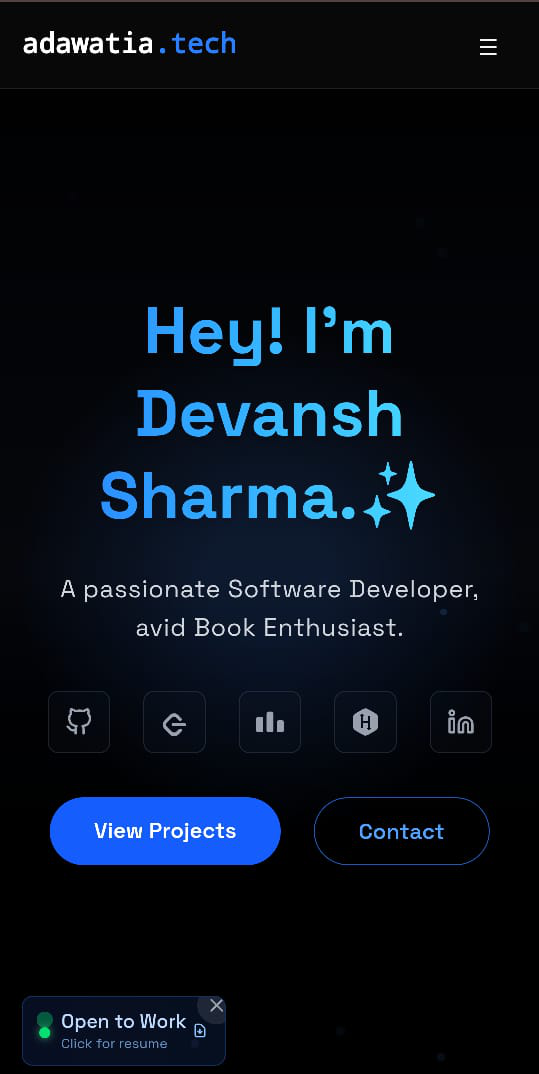 adawatia.tech
Hey! I'm
Devansh
Sharma.✨
A passionate Software Developer,
avid Book Enthusiast.
H
in
View Projects
Contact
Open to Work
Click for resume